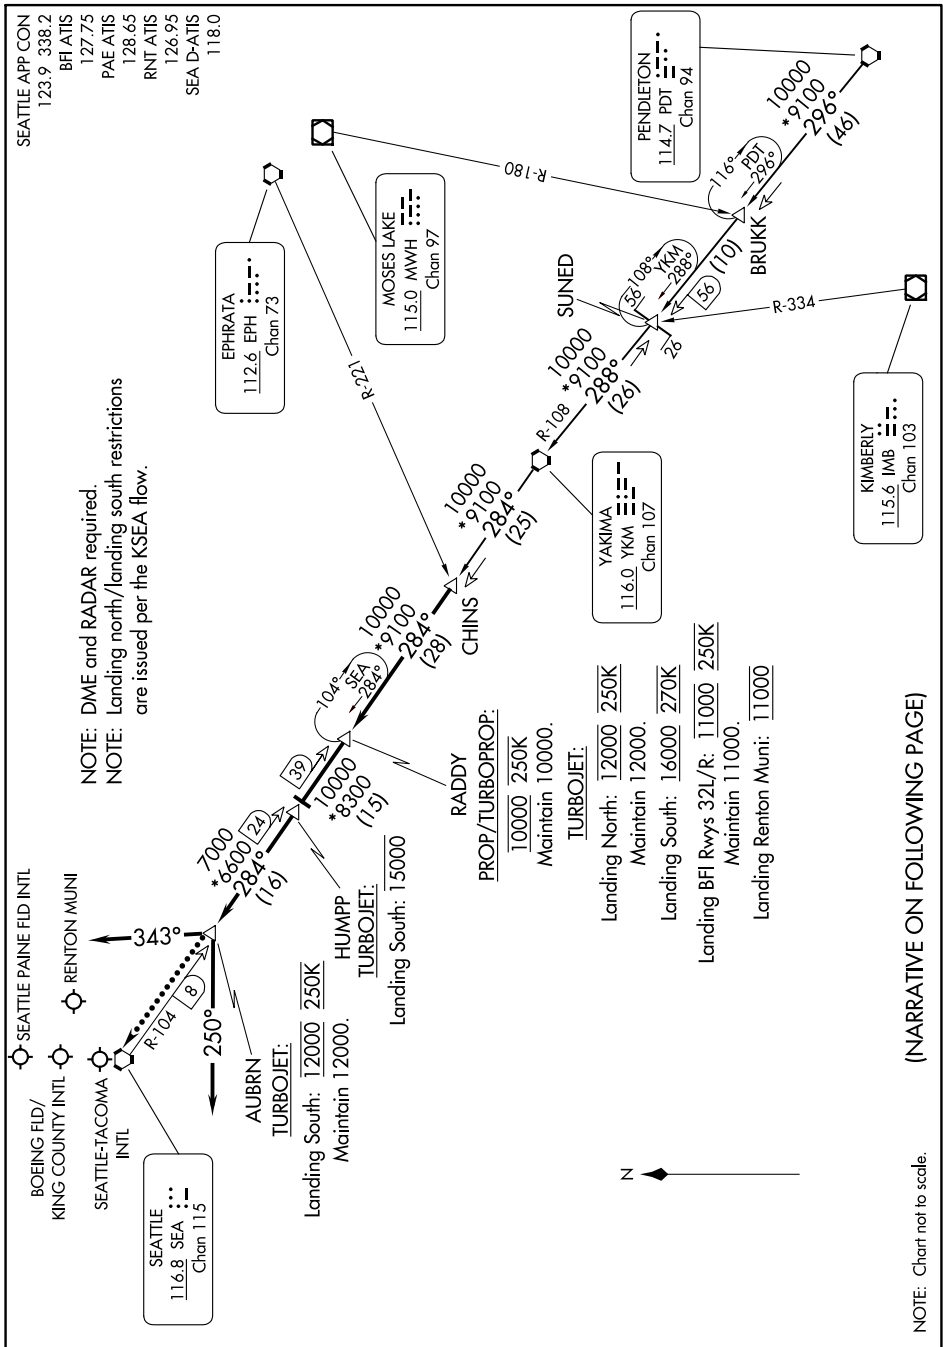 SEATTLE APP CON
123.9 338.2
BFI ATIS
127.75
PAE ATIS
128.65
RNT ATIS
126.95
SEA D-ATIS
118.0
NOTE: DME and RADAR required.
NOTE: Landing north/landing south restrictions
are issued per the KSEA flow.
SEATTLE PAINE FLD INTL
BOEING FLD/
KING COUNTY INTL
RENTON MUNI
SEATTLE-TACOMA
INTL
SEATTLE
116.8 SEA
Chan 115
R-104
8
343°
250°
AUBRN
TURBOJET:
Landing South: 12000 250K
Maintain 12000.
7000
*6600
284°
(16)
24
HUMPP
TURBOJET:
Landing South: 15000
39
10000
*8300
(15)
104°
SEA
284°
RADDY
PROP/TURBOPROP:
10000 250K
Maintain 10000.
TURBOJET:
Landing North: 12000 250K
Maintain 12000.
Landing South: 16000 270K
Landing BFI Rwys 32L/R: 11000 250K
Maintain 11000.
Landing Renton Muni: 11000
10000
*9100
284°
(28)
CHINS
EPHRATA
112.6 EPH
Chan 73
R-221
10000
*9100
284°
(25)
YAKIMA
116.0 YKM
Chan 107
R-108
10000
*9100
288°
(26)
MOSES LAKE
115.0 MWH
Chan 97
R-180
SUNED
56
108°
YKM
288°
26
56
(10)
R-334
KIMBERLY
115.6 IMB
Chan 103
BRUKK
116°
PDT
296°
10000
*9100
296°
(46)
PENDLETON
114.7 PDT
Chan 94
N
(NARRATIVE ON FOLLOWING PAGE)
NOTE: Chart not to scale.